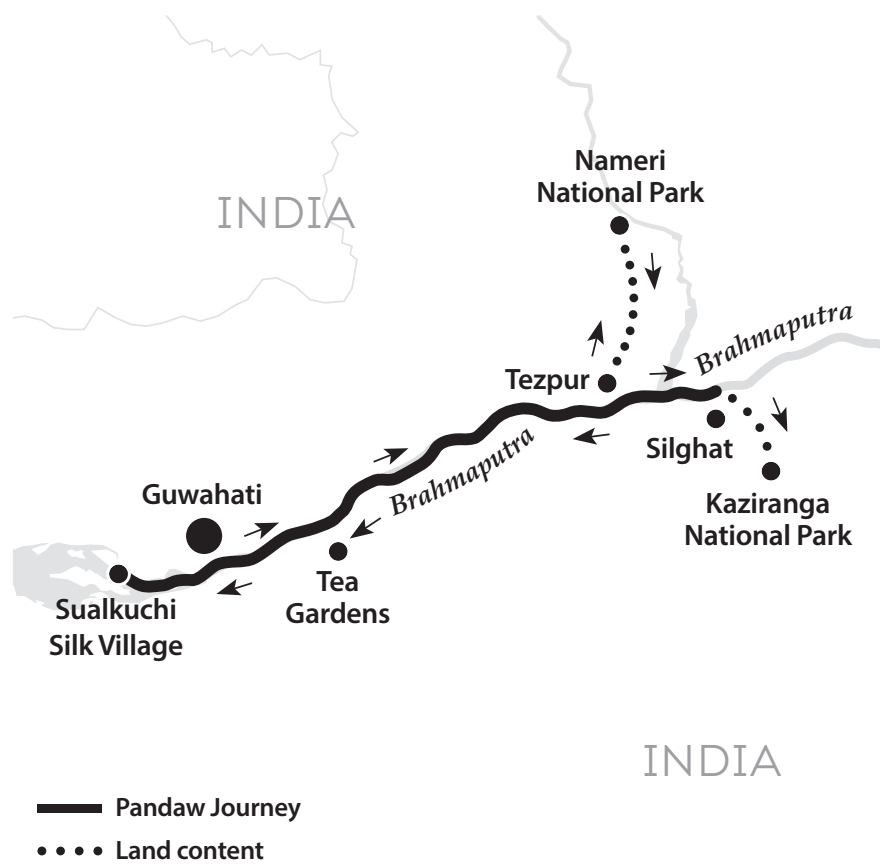 Nameri
National Park
INDIA
Brahmaputra
Tezpur
Silghat
Brahmaputra
Guwahati
Kaziranga
National Park
Tea
Gardens
Sualkuchi
Silk Village
INDIA
Pandaw Journey
Land content